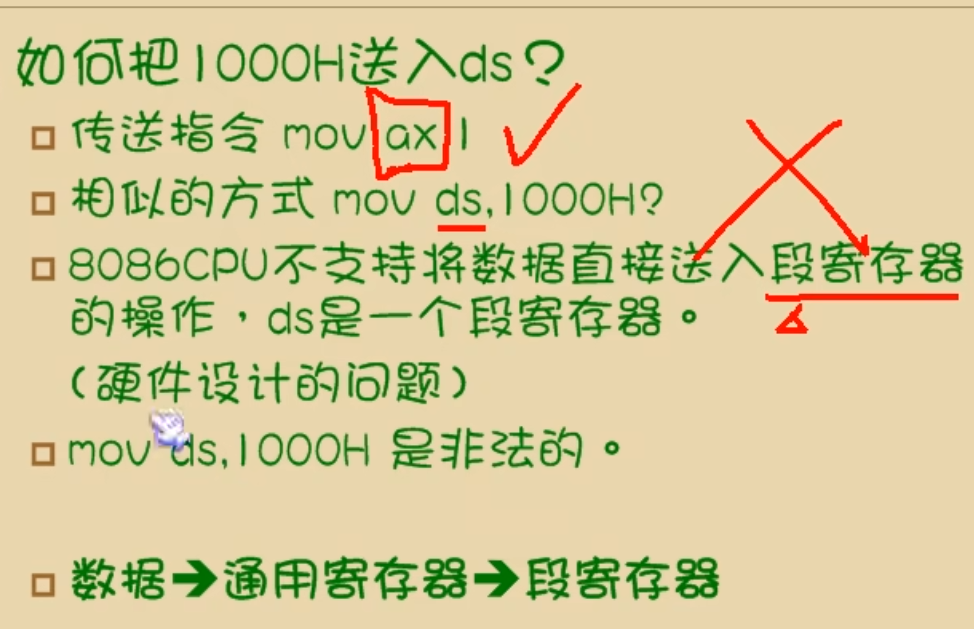 如何把1000H送入ds?
传送指令 mov ax 1
相似的方式 mov ds,1000H?
8086CPU不支持将数据直接送入段寄存器
的操作，ds是一个段寄存器。
（硬件设计的问题）
mov ds,1000H 是非法的。
数据➔通用寄存器➔段寄存器